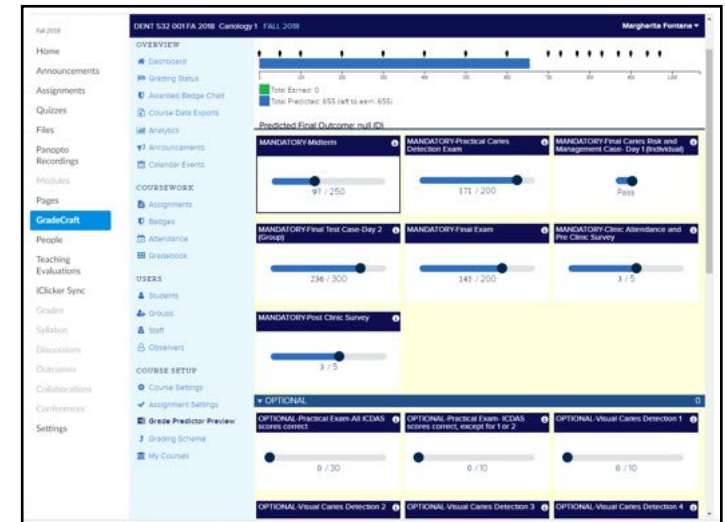 Fall 2018
Home
Announcements
Assignments
Quizzes
Files
Panopto
Recordings
Modules
Pages
GradeCraft
People
Teaching
Evaluations
iClicker Sync
Grades
Syllabus
Discussions
Outcomes
Collaborations
Conferences
Settings
DENT 532 001 FA 2018 Cariology 1 FALL 2018
Margherita Fontana
OVERVIEW
Dashboard
Grading Status
Awarded Badge Chart
Course Data Exports
Analytics
Announcements
Calendar Events
COURSEWORK
Assignments
Badges
Attendance
Gradebook
USERS
Students
Groups
Staff
Observers
COURSE SETUP
Course Settings
Assignment Settings
Grade Predictor Preview
Grading Scheme
My Courses
Total Earned: 0
Total Predicted: 655 (left to earn: 655)
Predicted Final Outcome: null (D)
MANDATORY-Midterm
97 / 250
MANDATORY-Practical Caries
Detection Exam
171 / 200
MANDATORY-Final Caries Risk and
Management Case- Day 1 (Individual)
Pass
MANDATORY-Final Test Case-Day 2
(Group)
236 / 300
MANDATORY-Final Exam
145 / 200
MANDATORY-Clinic Attendance and
Pre Clinic Survey
3 / 5
MANDATORY-Post Clinic Survey
3 / 5
OPTIONAL 0
OPTIONAL-Practical Exam-All ICDAS
scores correct
0 / 30
OPTIONAL-Practical Exam- ICDAS
scores correct, except for 1 or 2
0 / 10
OPTIONAL-Visual Caries Detection 1
0 / 10
OPTIONAL-Visual Caries Detection 2
OPTIONAL-Visual Caries Detection 3
OPTIONAL-Visual Caries Detection 4